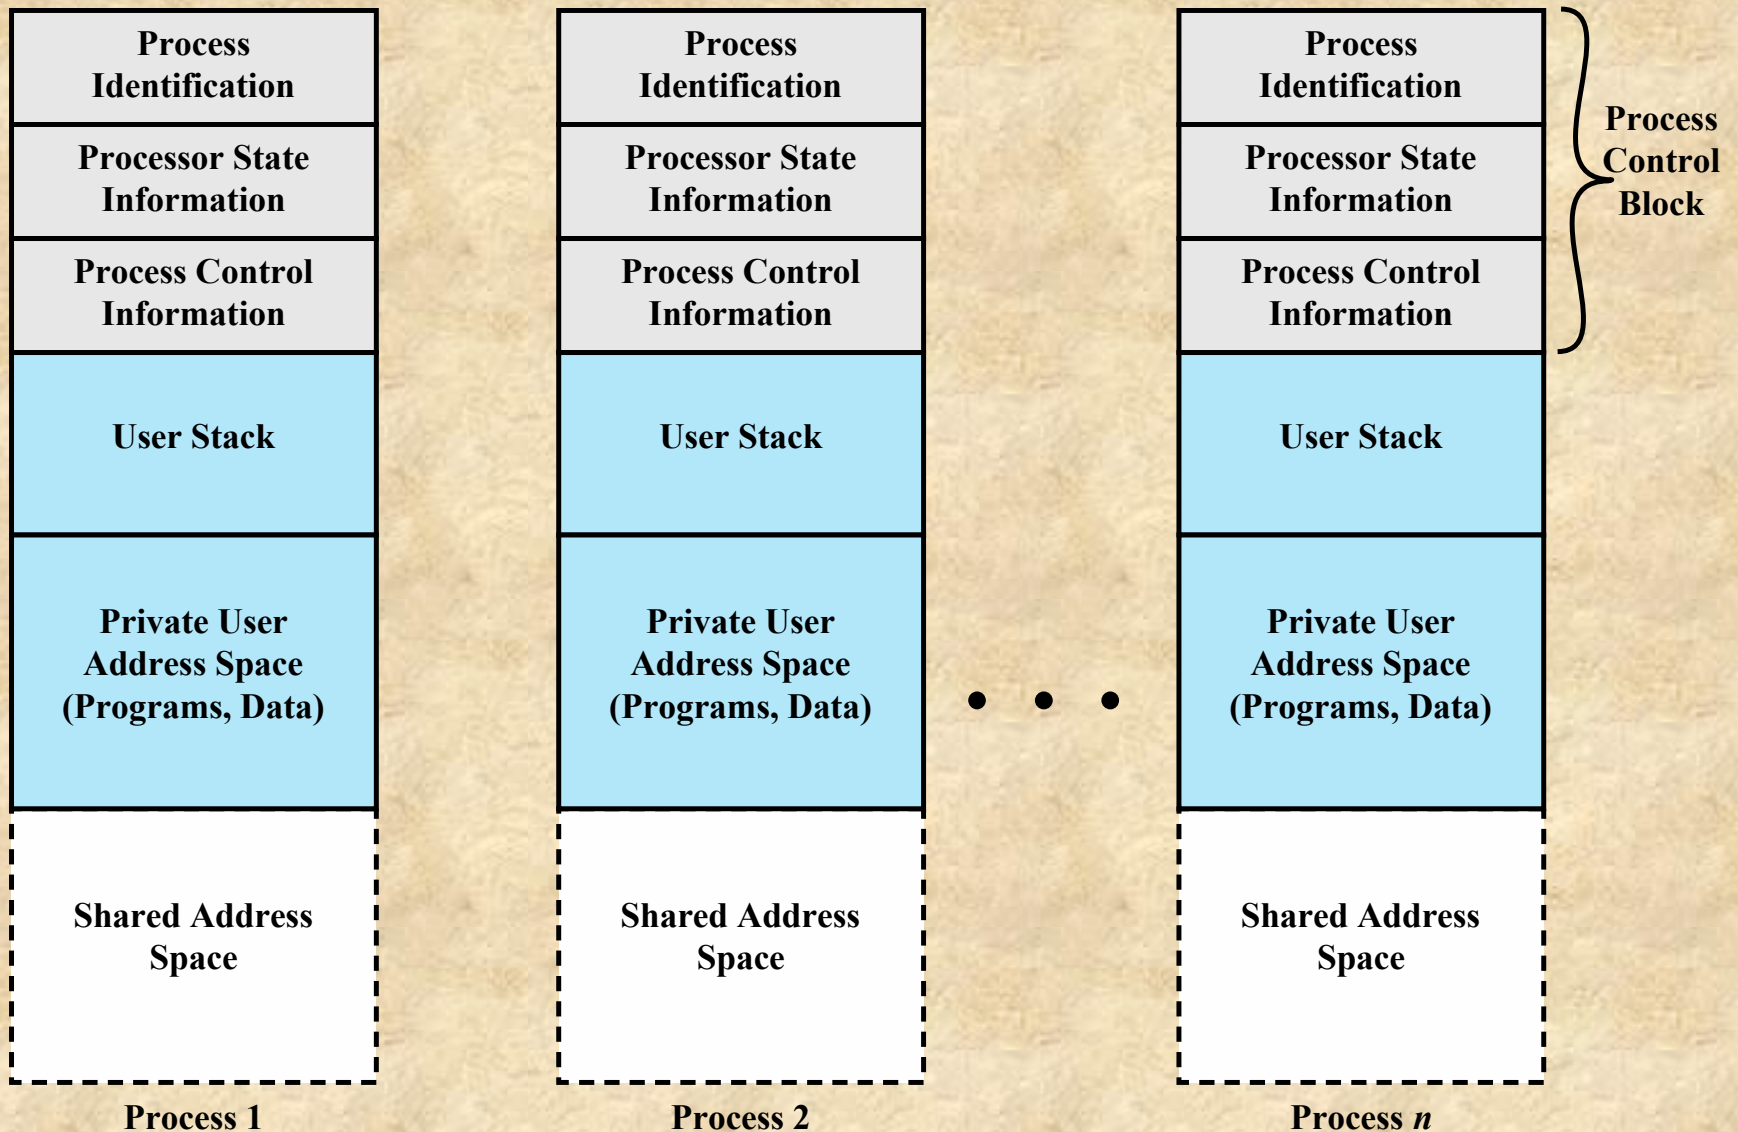 Process
Identification
Processor State
Information
Process Control
Information
User Stack
Private User
Address Space
(Programs, Data)
Shared Address
Space
Process 1
Process
Identification
Processor State
Information
Process Control
Information
User Stack
Private User
Address Space
(Programs, Data)
Shared Address
Space
Process 2
Process
Identification
Processor State
Information
Process Control
Information
User Stack
Private User
Address Space
(Programs, Data)
Shared Address
Space
Process n
Process
Control
Block